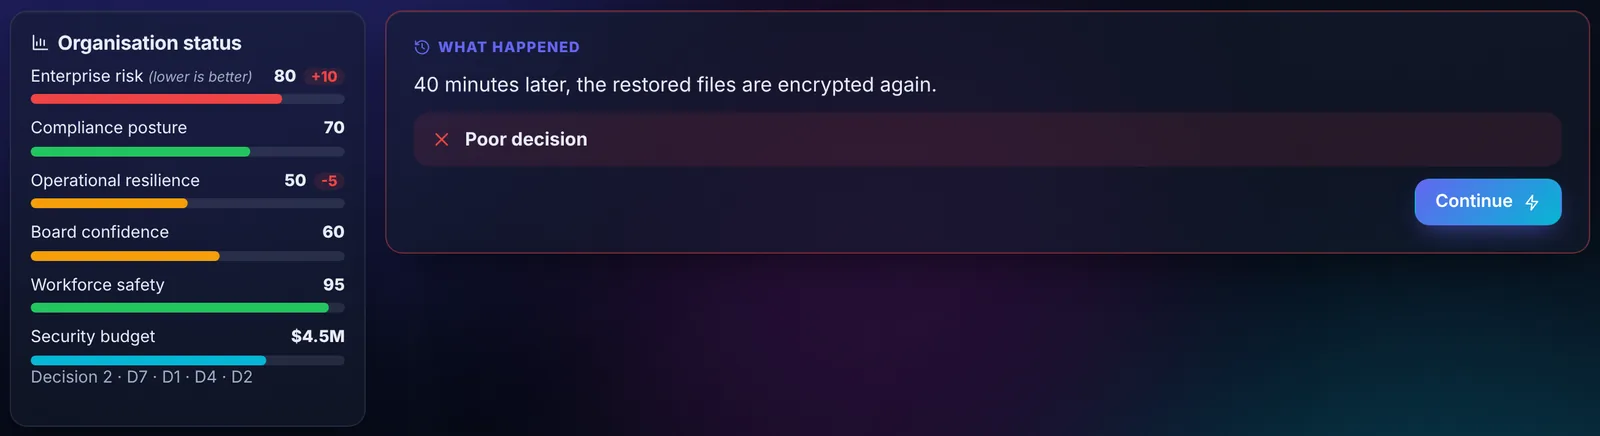 Organisation status
Enterprise risk (lower is better) 80 +10
Compliance posture 70
Operational resilience 50 -5
Board confidence 60
Workforce safety 95
Security budget $4.5M
Decision 2 · D7 · D1 · D4 · D2
WHAT HAPPENED
40 minutes later, the restored files are encrypted again.
Poor decision
Continue